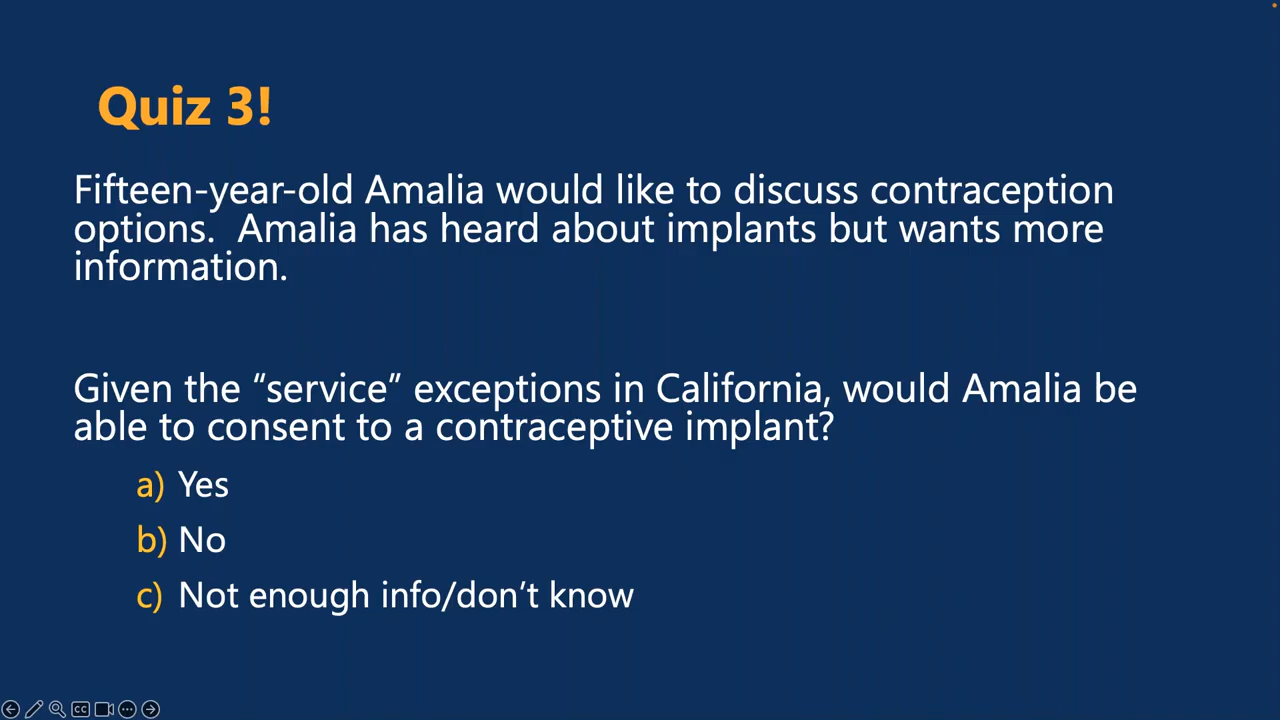 Quiz 3!
Fifteen-year-old Amalia would like to discuss contraception
options.  Amalia has heard about implants but wants more
information.
Given the “service” exceptions in California, would Amalia be
able to consent to a contraceptive implant?
a) Yes
b) No
c) Not enough info/don’t know
CC